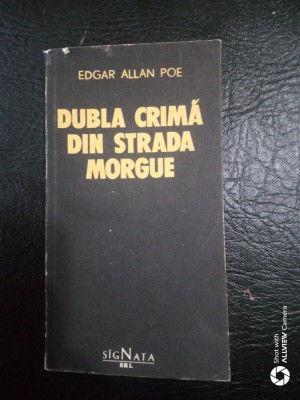 EDGAR ALLAN POE
DUBLA CRIMĂ
DIN STRADA
MORGUE
SIGNATA
SRL
Shot with
ALLVIEW Camera